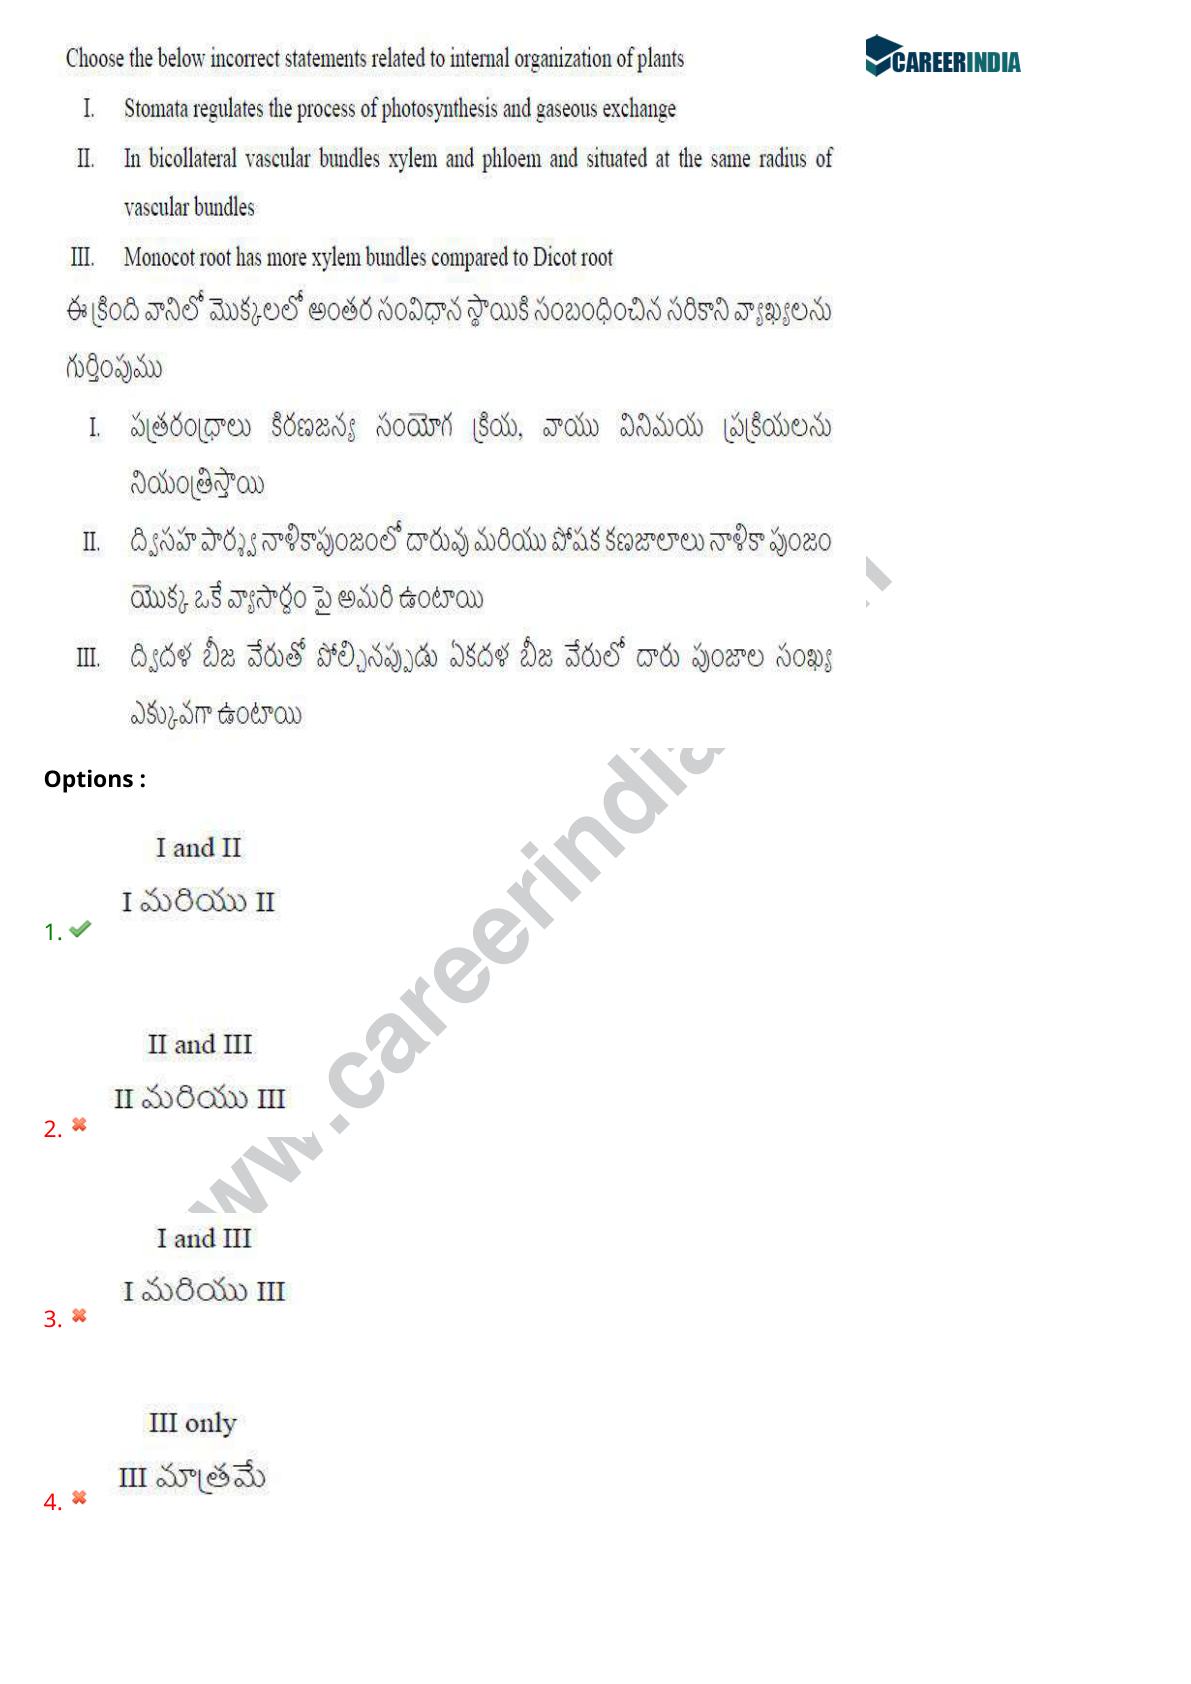 Choose the below incorrect statements related to internal organization of plants
CAREERINDIA
I. Stomata regulates the process of photosynthesis and gaseous exchange
II. In bicollateral vascular bundles xylem and phloem and situated at the same radius of
vascular bundles
III. Monocot root has more xylem bundles compared to Dicot root
ఈ క్రింది వానిలో మొక్కలలో అంతర సంవిధాన స్థాయికి సంబంధించిన సరికాని వ్యాఖ్యలను
గుర్తింపుము
I. పత్రరంధ్రాలు కిరణజన్య సంయోగ క్రియ, వాయు వినిమయ ప్రక్రియలను
నియంత్రిస్తాయి
II. ద్విసహ పార్శ్వ నాళికాపుంజంలో దారువు మరియు పోషక కణజాలాలు నాళికా పుంజం
యొక్క ఒకే వ్యాసార్దం పై అమరి ఉంటాయి
III. ద్విదళ బీజ వేరుతో పోల్చినప్పుడు ఏకదళ బీజ వేరులో దారు పుంజాల సంఖ్య
ఎక్కువగా ఉంటాయి
Options :
I and II
I మరియు II
1.
II and III
II మరియు III
2.
I and III
I మరియు III
3.
III only
III మాత్రమే
4.
ww.careerindia